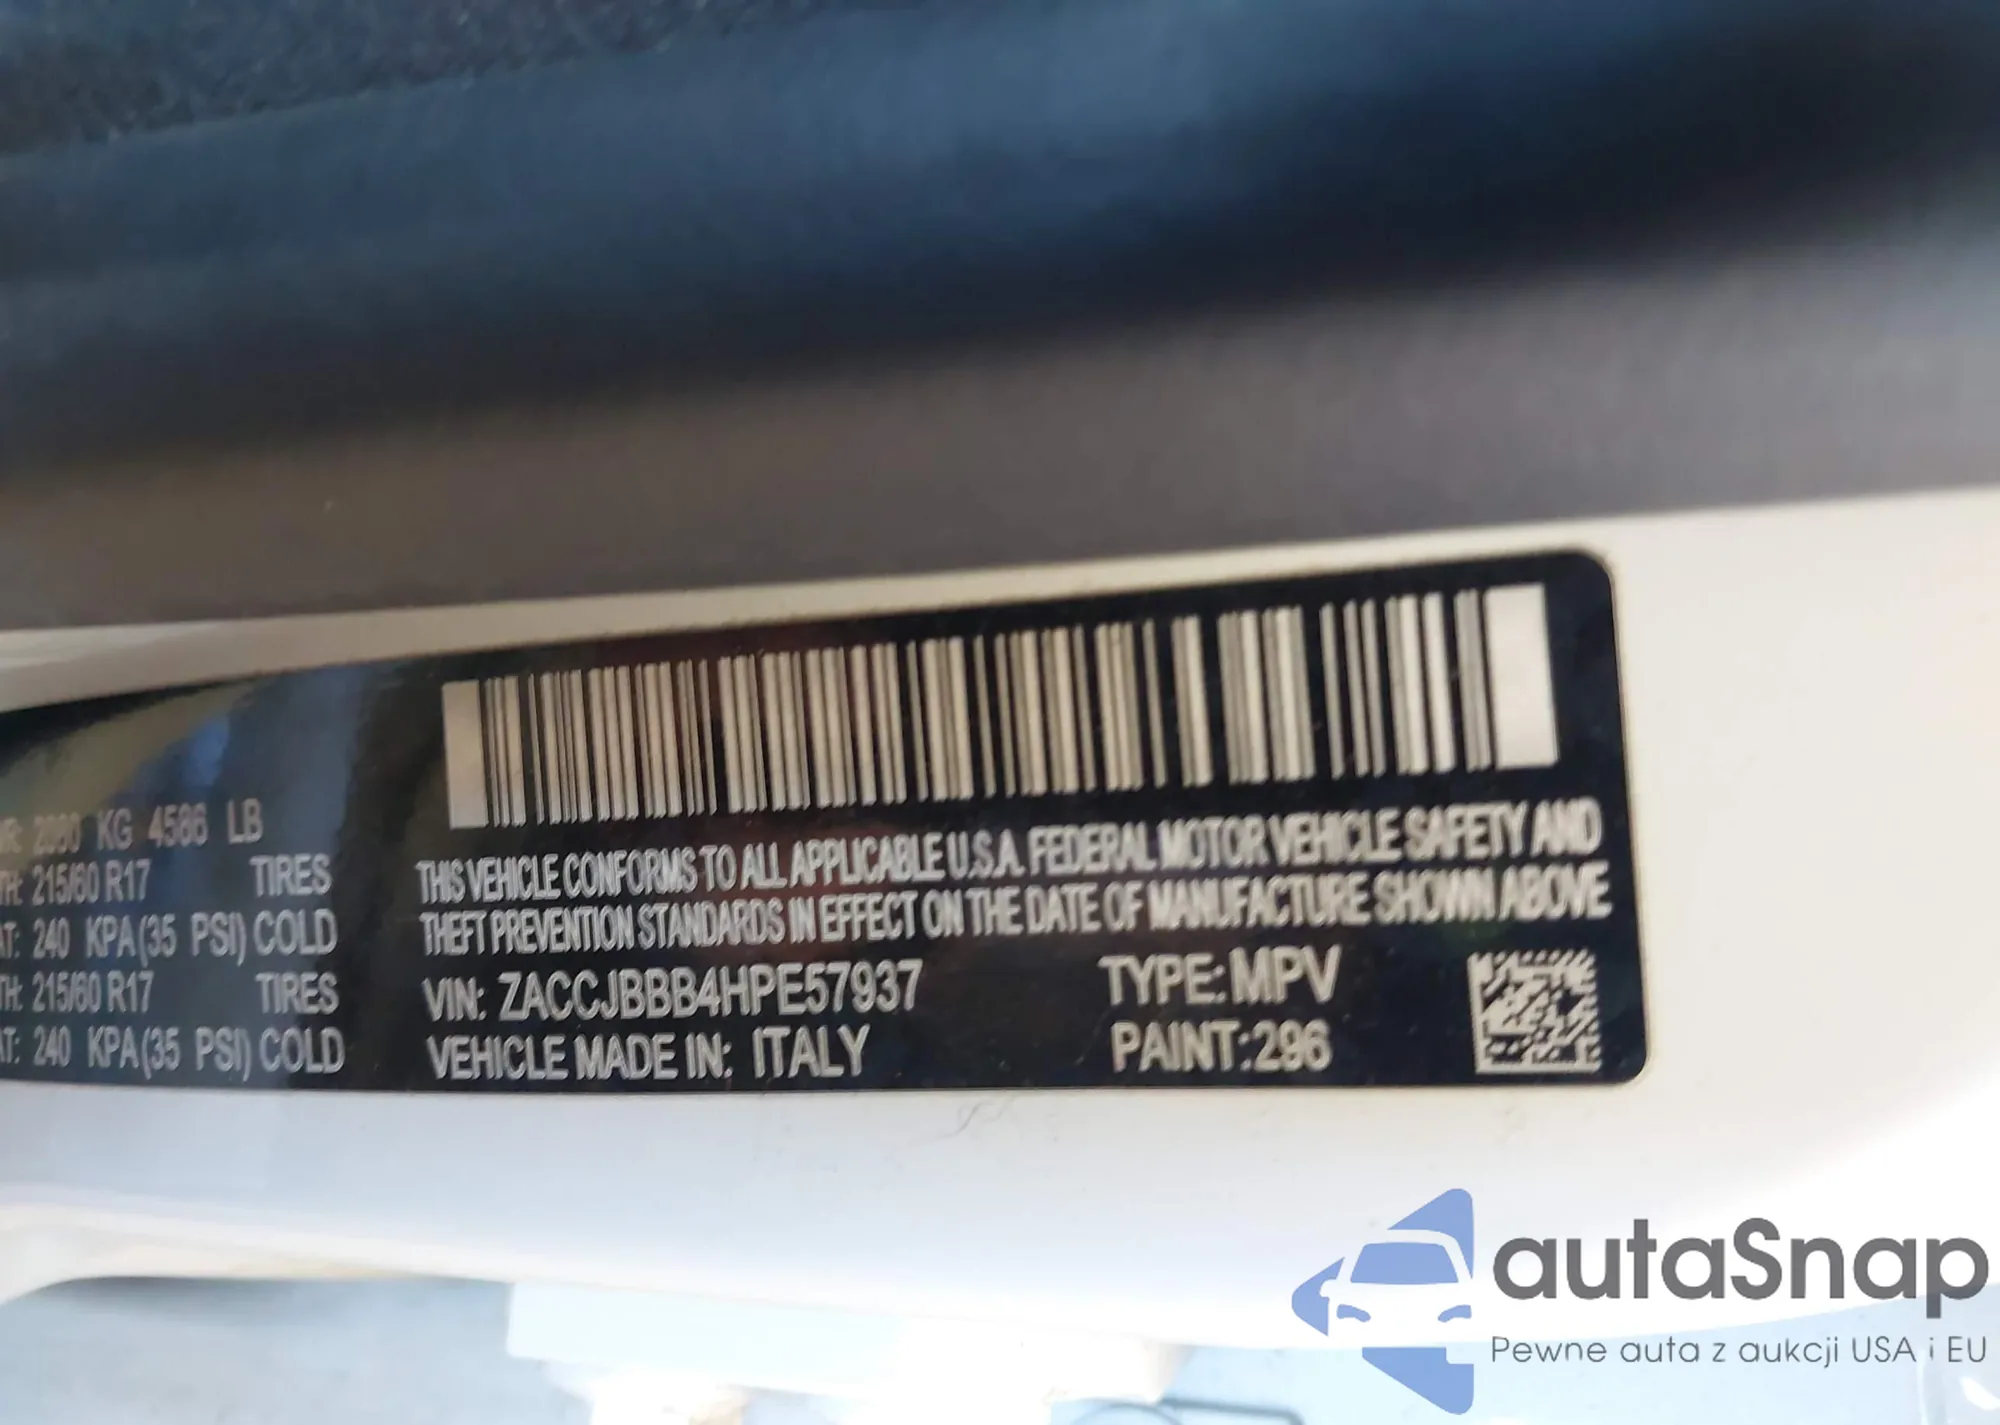 KG 4586 LB
215/60 R17 TIRES
240 KPA(35 PSI) COLD
215/60 R17 TIRES
240 KPA(35 PSI) COLD
THIS VEHICLE CONFORMS TO ALL APPLICABLE U.S.A. FEDERAL MOTOR VEHICLE SAFETY AND
THEFT PREVENTION STANDARDS IN EFFECT ON THE DATE OF MANUFACTURE SHOWN ABOVE
VIN: ZACCJBBB4HPE57937 TYPE: MPV
VEHICLE MADE IN: ITALY PAINT:296
autaSnap
Pewne auta z aukcji USA i EU